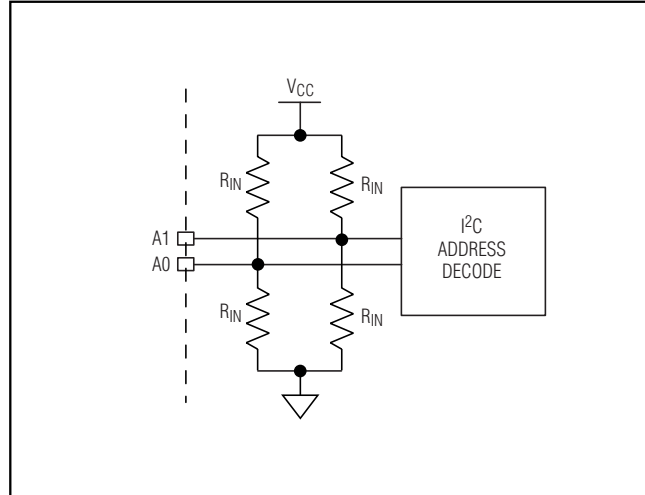 VCC
RIN RIN
A1
A0
I²C
ADDRESS
DECODE
RIN RIN